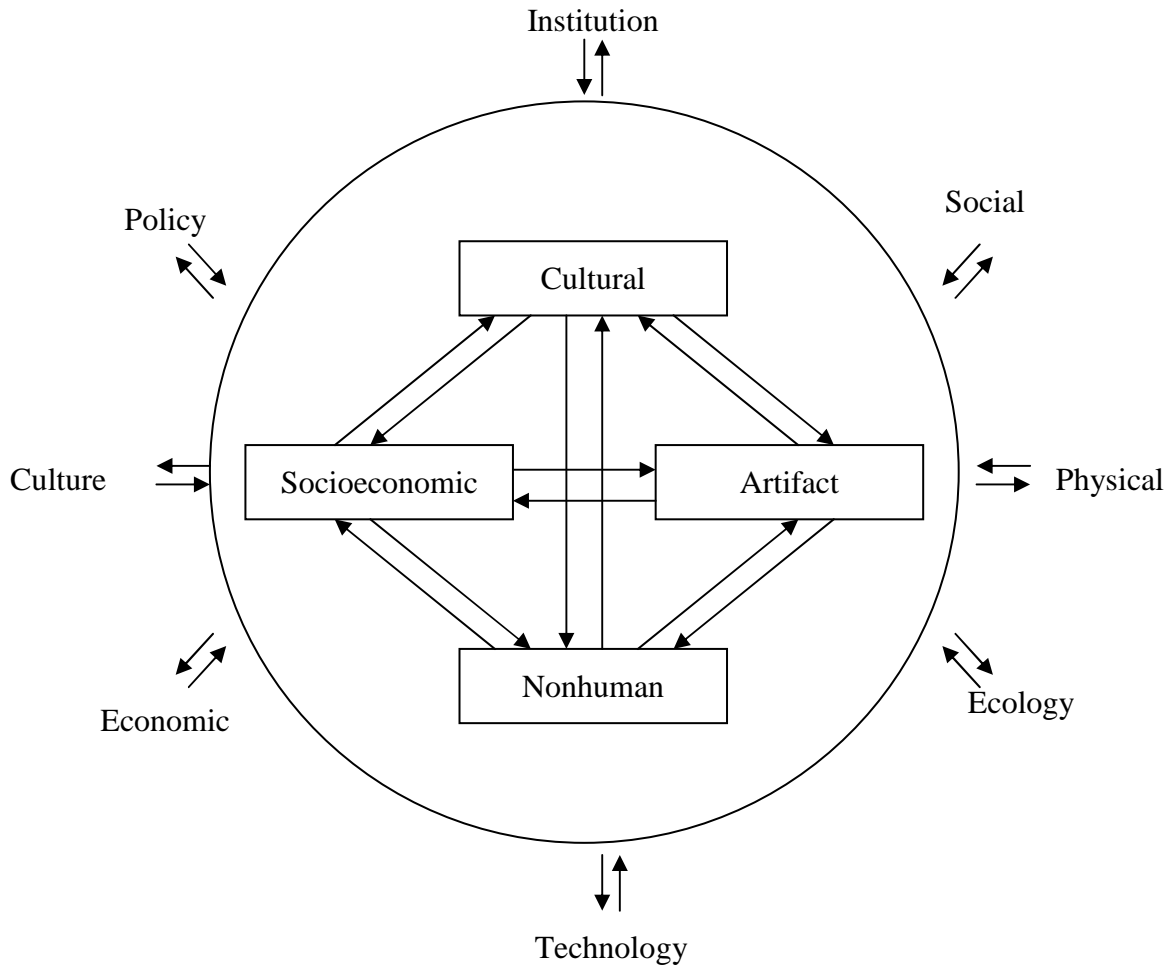 Institution
Social
Policy
Cultural
Culture
Socioeconomic
Artifact
Physical
Nonhuman
Ecology
Economic
Technology